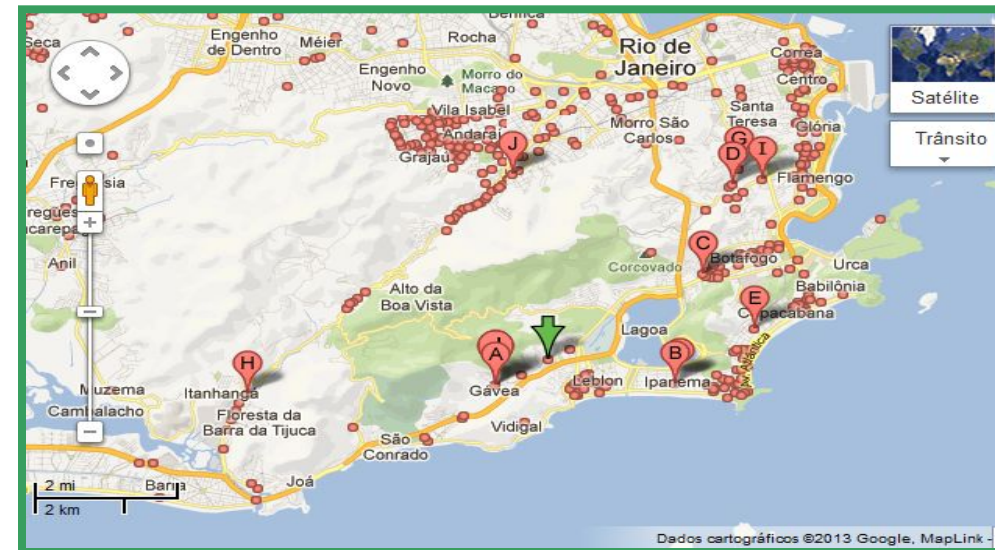 Benfica
Seca
Engenho
de Dentro
Méier
Rocha
Rio de
Janeiro
Correa
Centro
Satélite
Trânsito
Engenho
Novo
Morro do
Macaco
Vila Isabel
Andaraí
Grajaú
Morro São
Carlos
Santa
Teresa
Glória
J
G
D
I
Flamengo
Anil
C
Corcovado
Botafogo
Urca
Babilônia
Alto da
Boa Vista
E
Copacabana
Lagoa
Av Atlântica
H
A
B
Gávea
Leblon
Ipanema
Muzema
Itanhangá
Cambalacho
Floresta da
Barra da Tijuca
Vidigal
São
Conrado
Joá
Barra
2 mi
2 km
Dados cartográficos ©2013 Google, MapLink -